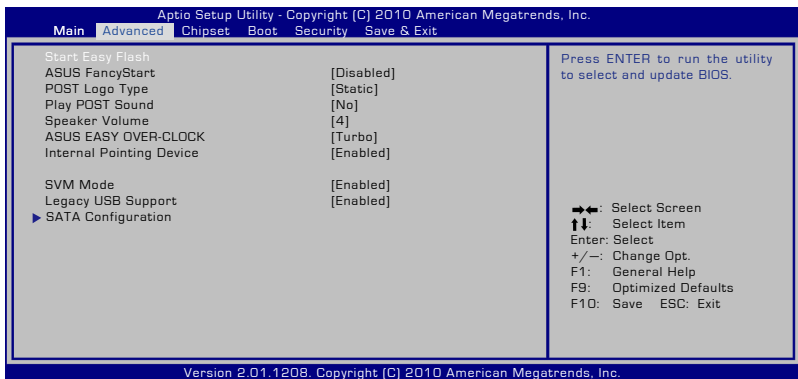 Aptio Setup Utility - Copyright (C) 2010 American Megatrends, Inc.
Main Advanced Chipset Boot Security Save & Exit
Start Easy Flash
ASUS FancyStart [Disabled]
POST Logo Type [Static]
Play POST Sound [No]
Speaker Volume [4]
ASUS EASY OVER-CLOCK [Turbo]
Internal Pointing Device [Enabled]
SVM Mode [Enabled]
Legacy USB Support [Enabled]
SATA Configuration
Press ENTER to run the utility
to select and update BIOS.
→←: Select Screen
↑↓: Select Item
Enter: Select
+/—: Change Opt.
F1: General Help
F9: Optimized Defaults
F10: Save ESC: Exit
Version 2.01.1208. Copyright (C) 2010 American Megatrends, Inc.